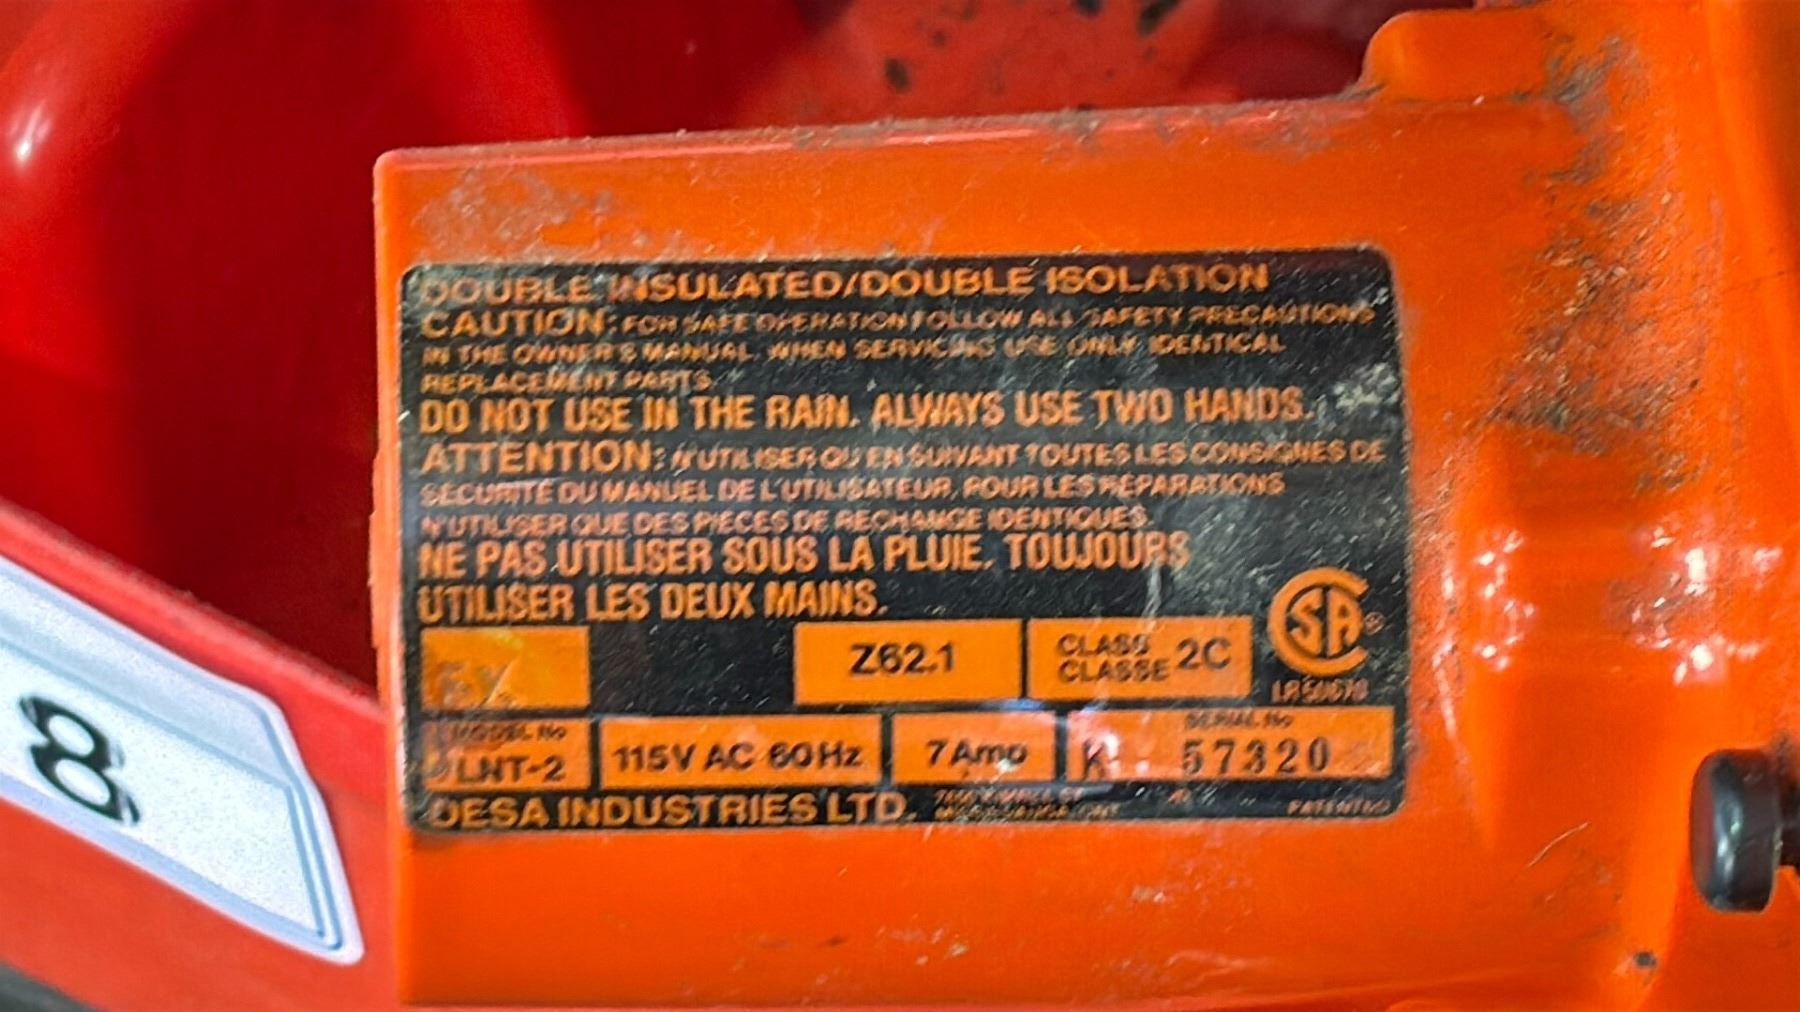 DOUBLE INSULATED/DOUBLE ISOLATION
CAUTION: FOR SAFE OPERATION FOLLOW ALL SAFETY PRECAUTIONS
IN THE OWNER'S MANUAL. WHEN SERVICING USE ONLY IDENTICAL
REPLACEMENT PARTS.
DO NOT USE IN THE RAIN. ALWAYS USE TWO HANDS.
ATTENTION: N'UTILISER QU'EN SUIVANT TOUTES LES CONSIGNES DE
SECURITE DU MANUEL DE L'UTILISATEUR. POUR LES REPARATIONS
N'UTILISER QUE DES PIECES DE RECHANGE IDENTIQUES.
NE PAS UTILISER SOUS LA PLUIE. TOUJOURS
UTILISER LES DEUX MAINS.
Z62.1
CLASS
CLASSE 2C
CSA®
MODEL No
LNT-2
115V AC 60Hz
7 Amp
SERIAL No
K 57320
DESA INDUSTRIES LTD.
PATENTED
8